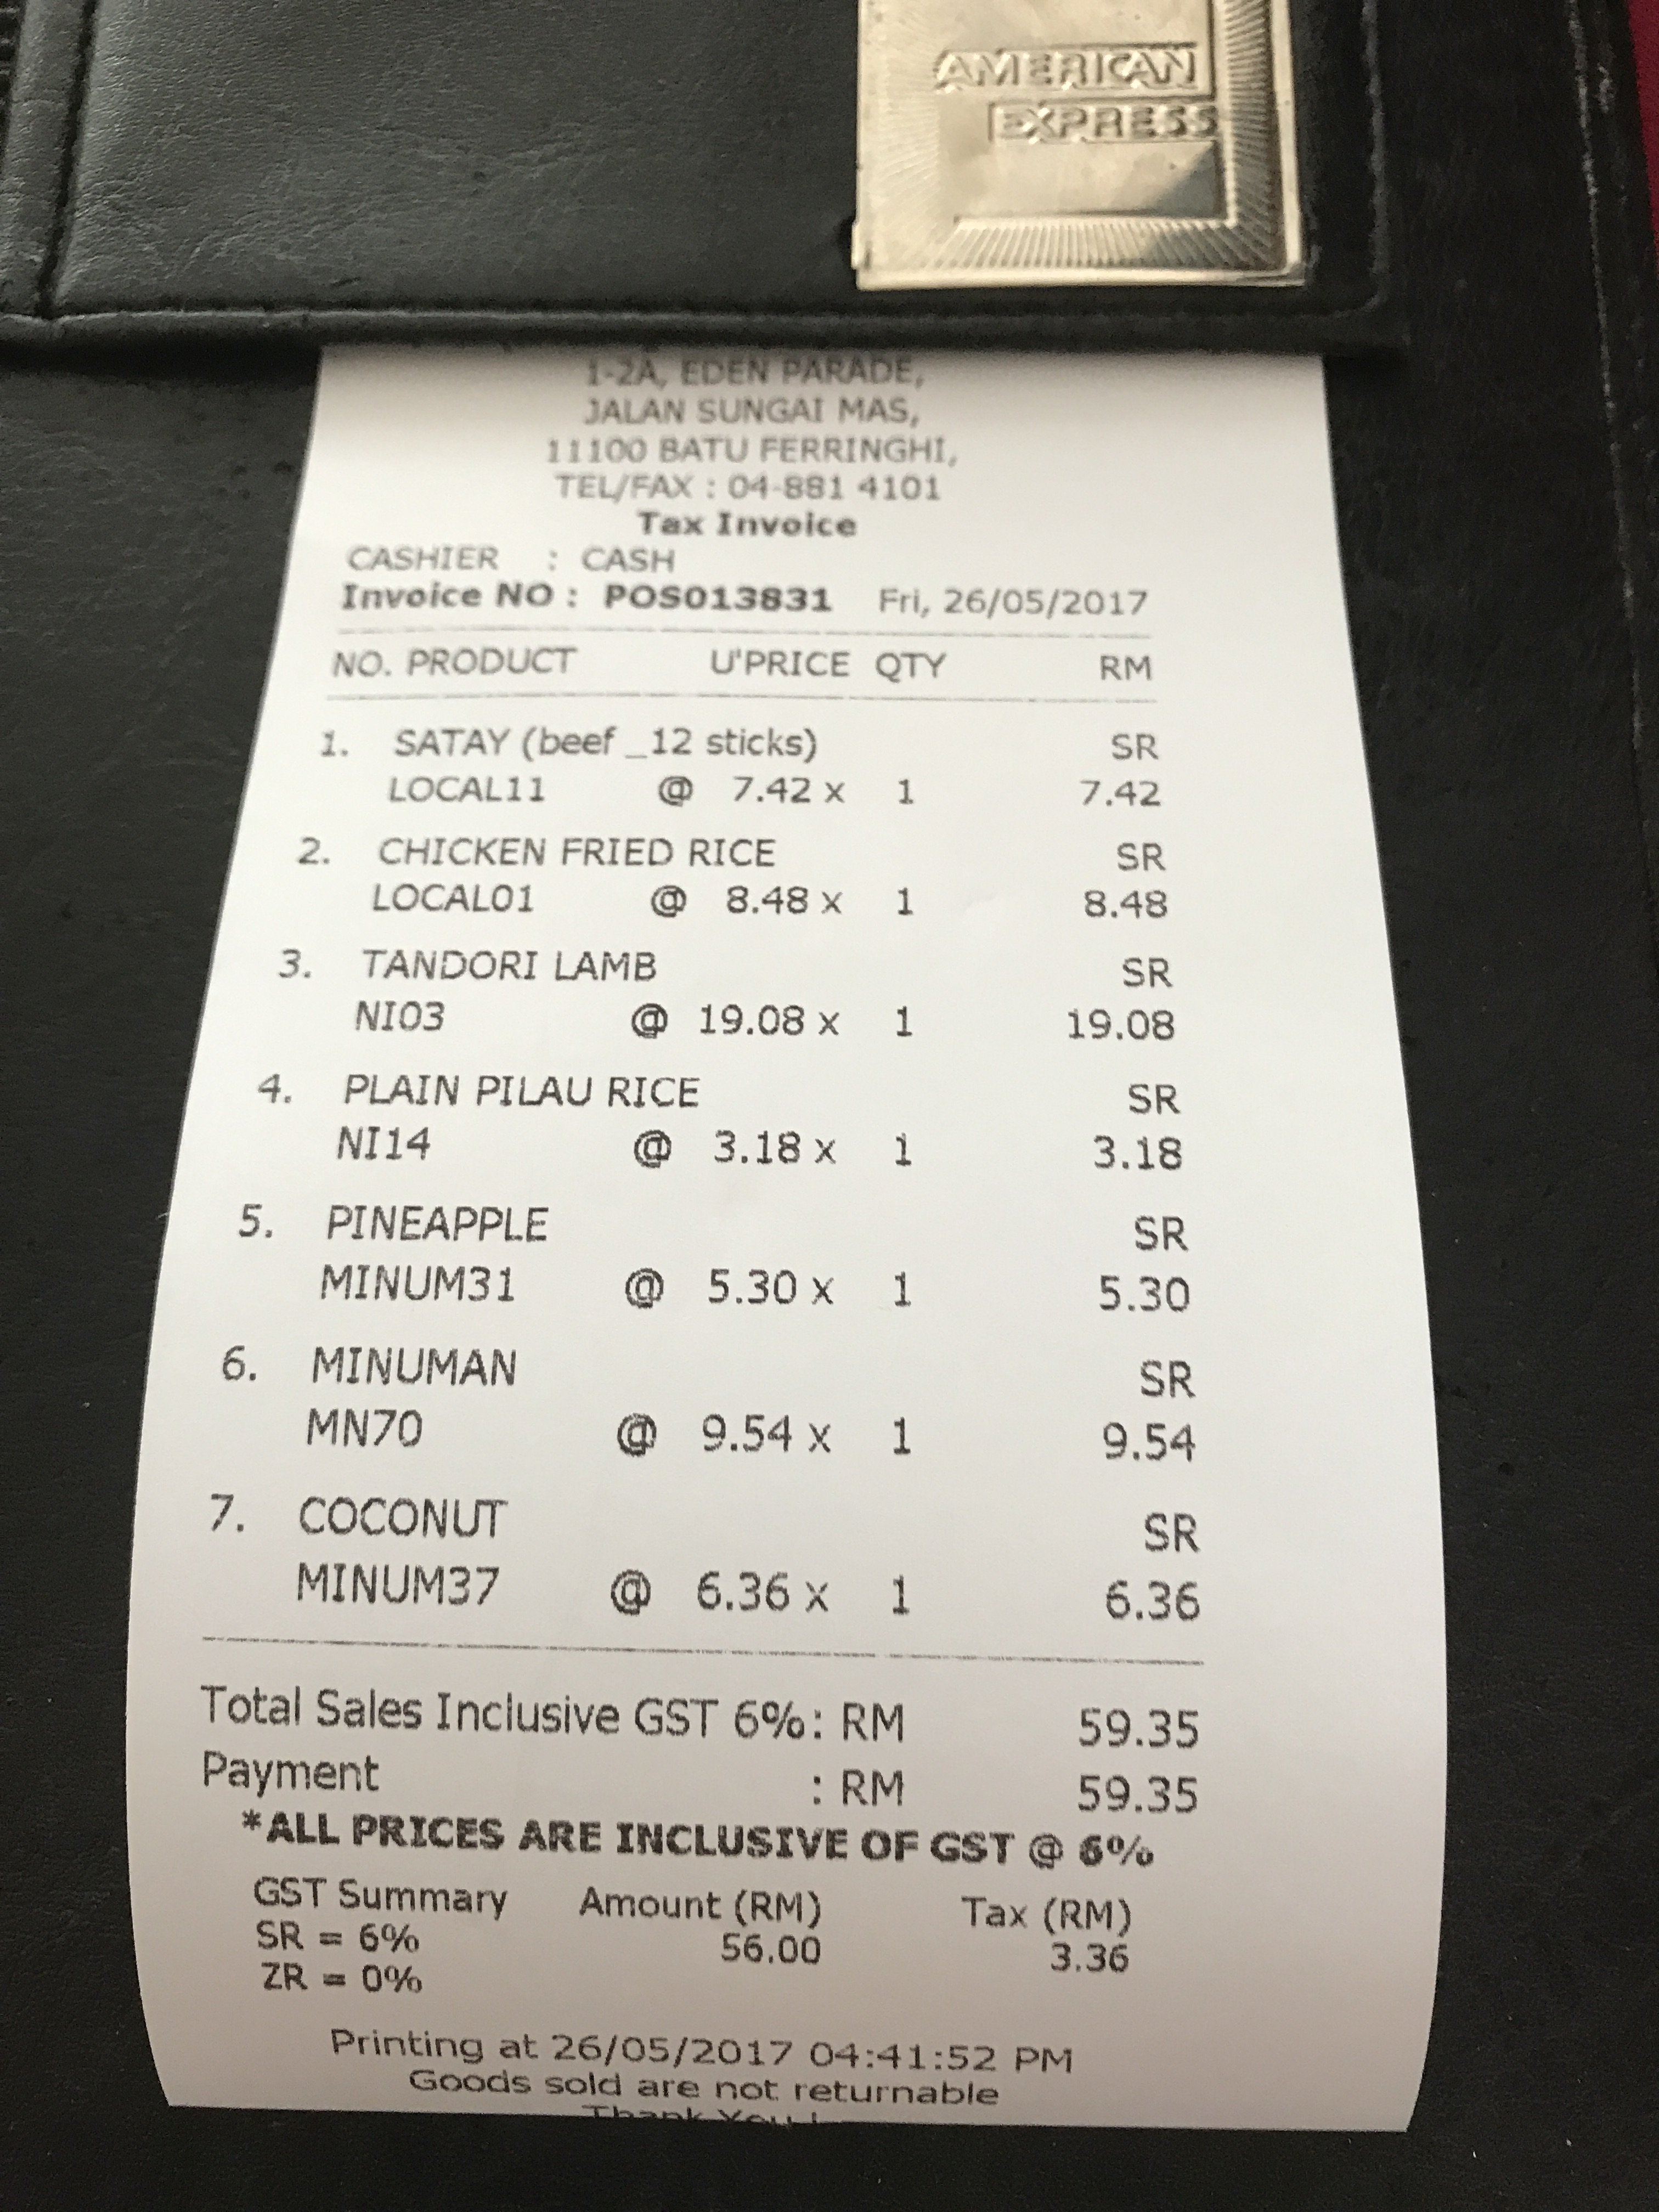 AMERICAN
EXPRESS
1-2A, EDEN PARADE,
JALAN SUNGAI MAS,
11100 BATU FERRINGHI,
TEL/FAX : 04-881 4101
Tax Invoice
CASHIER : CASH
Invoice NO : POS013831 Fri, 26/05/2017
NO. PRODUCT U'PRICE QTY RM
1. SATAY (beef _12 sticks) SR
LOCAL11 @ 7.42 x 1 7.42
2. CHICKEN FRIED RICE SR
LOCAL01 @ 8.48 x 1 8.48
3. TANDORI LAMB SR
NI03 @ 19.08 x 1 19.08
4. PLAIN PILAU RICE SR
NI14 @ 3.18 x 1 3.18
5. PINEAPPLE SR
MINUM31 @ 5.30 x 1 5.30
6. MINUMAN SR
MN70 @ 9.54 x 1 9.54
7. COCONUT SR
MINUM37 @ 6.36 x 1 6.36
Total Sales Inclusive GST 6% : RM 59.35
Payment : RM 59.35
*ALL PRICES ARE INCLUSIVE OF GST @ 6%
GST Summary Amount (RM) Tax (RM)
SR = 6% 56.00 3.36
ZR = 0%
Printing at 26/05/2017 04:41:52 PM
Goods sold are not returnable
Thank You !